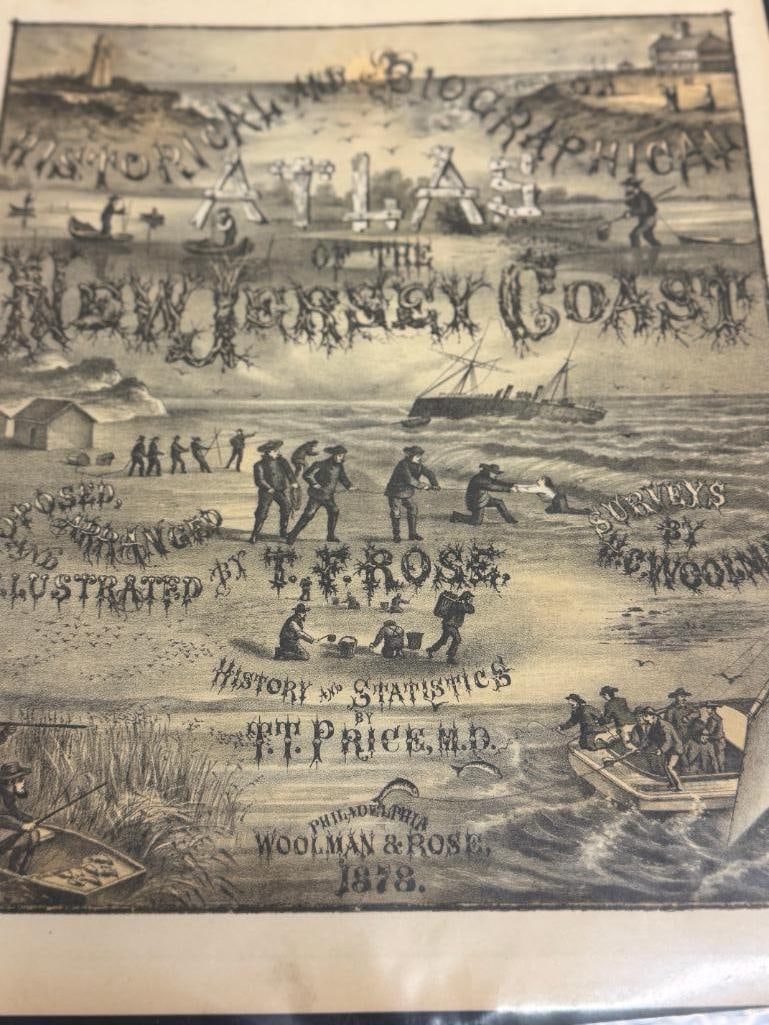 HISTORICAL AND BIOGRAPHICAL
ATLAS
OF THE
NEW JERSEY COAST
ARRANGED
AND
ILLUSTRATED BY T. F. ROSE.
SURVEYS
BY
WOOLMAN
HISTORY AND STATISTICS
BY
T.T. PRICE, M.D.
PHILADELPHIA
WOOLMAN & ROSE,
1878.